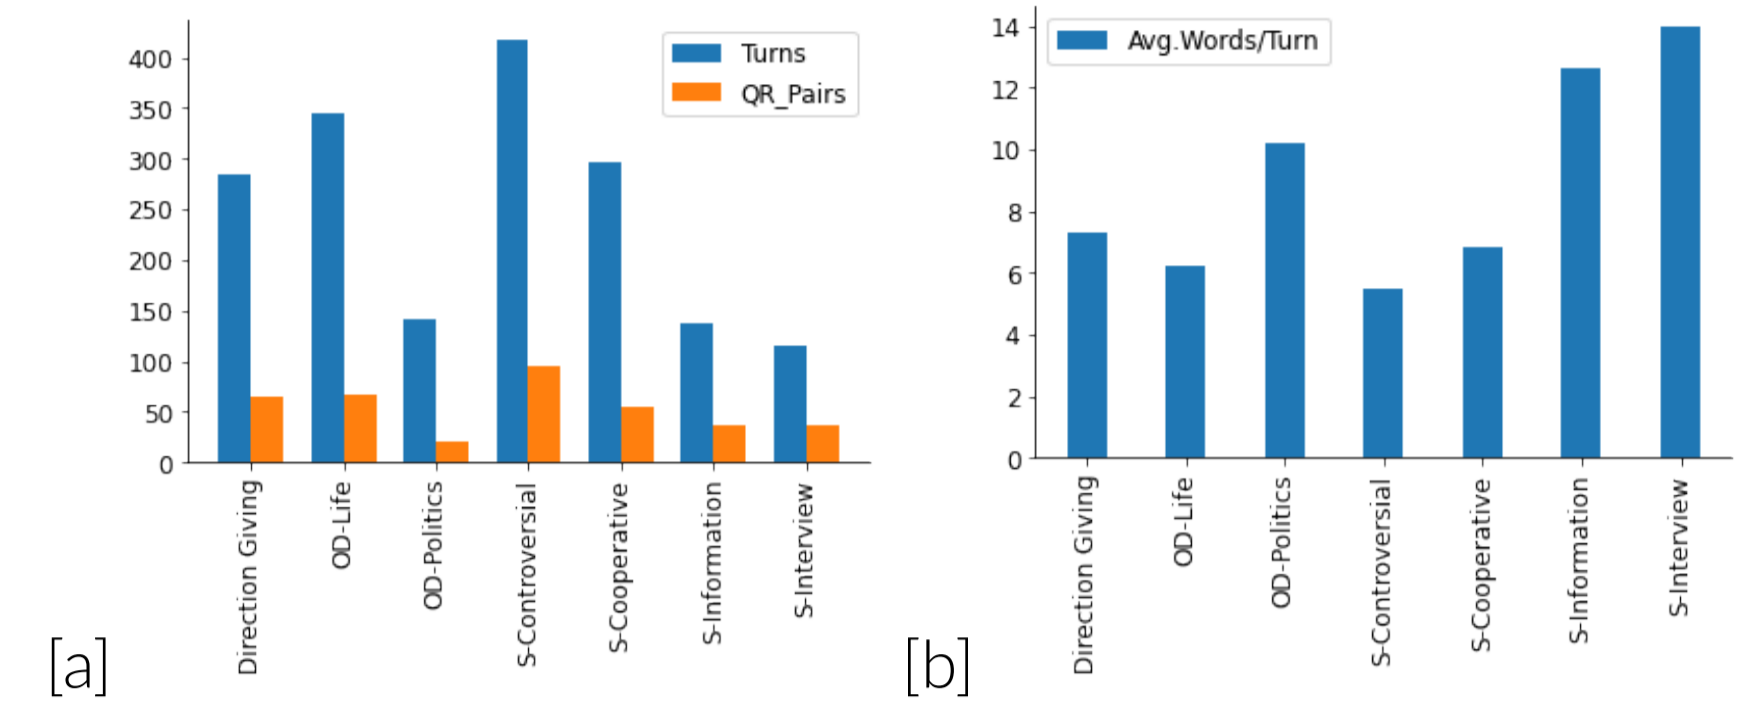 400
350
300
250
200
150
100
50
0
Turns
QR_Pairs
Direction Giving
OD-Life
OD-Politics
S-Controversial
S-Cooperative
S-Information
S-Interview
[a]
14
12
10
8
6
4
2
0
Avg.Words/Turn
Direction Giving
OD-Life
OD-Politics
S-Controversial
S-Cooperative
S-Information
S-Interview
[b]